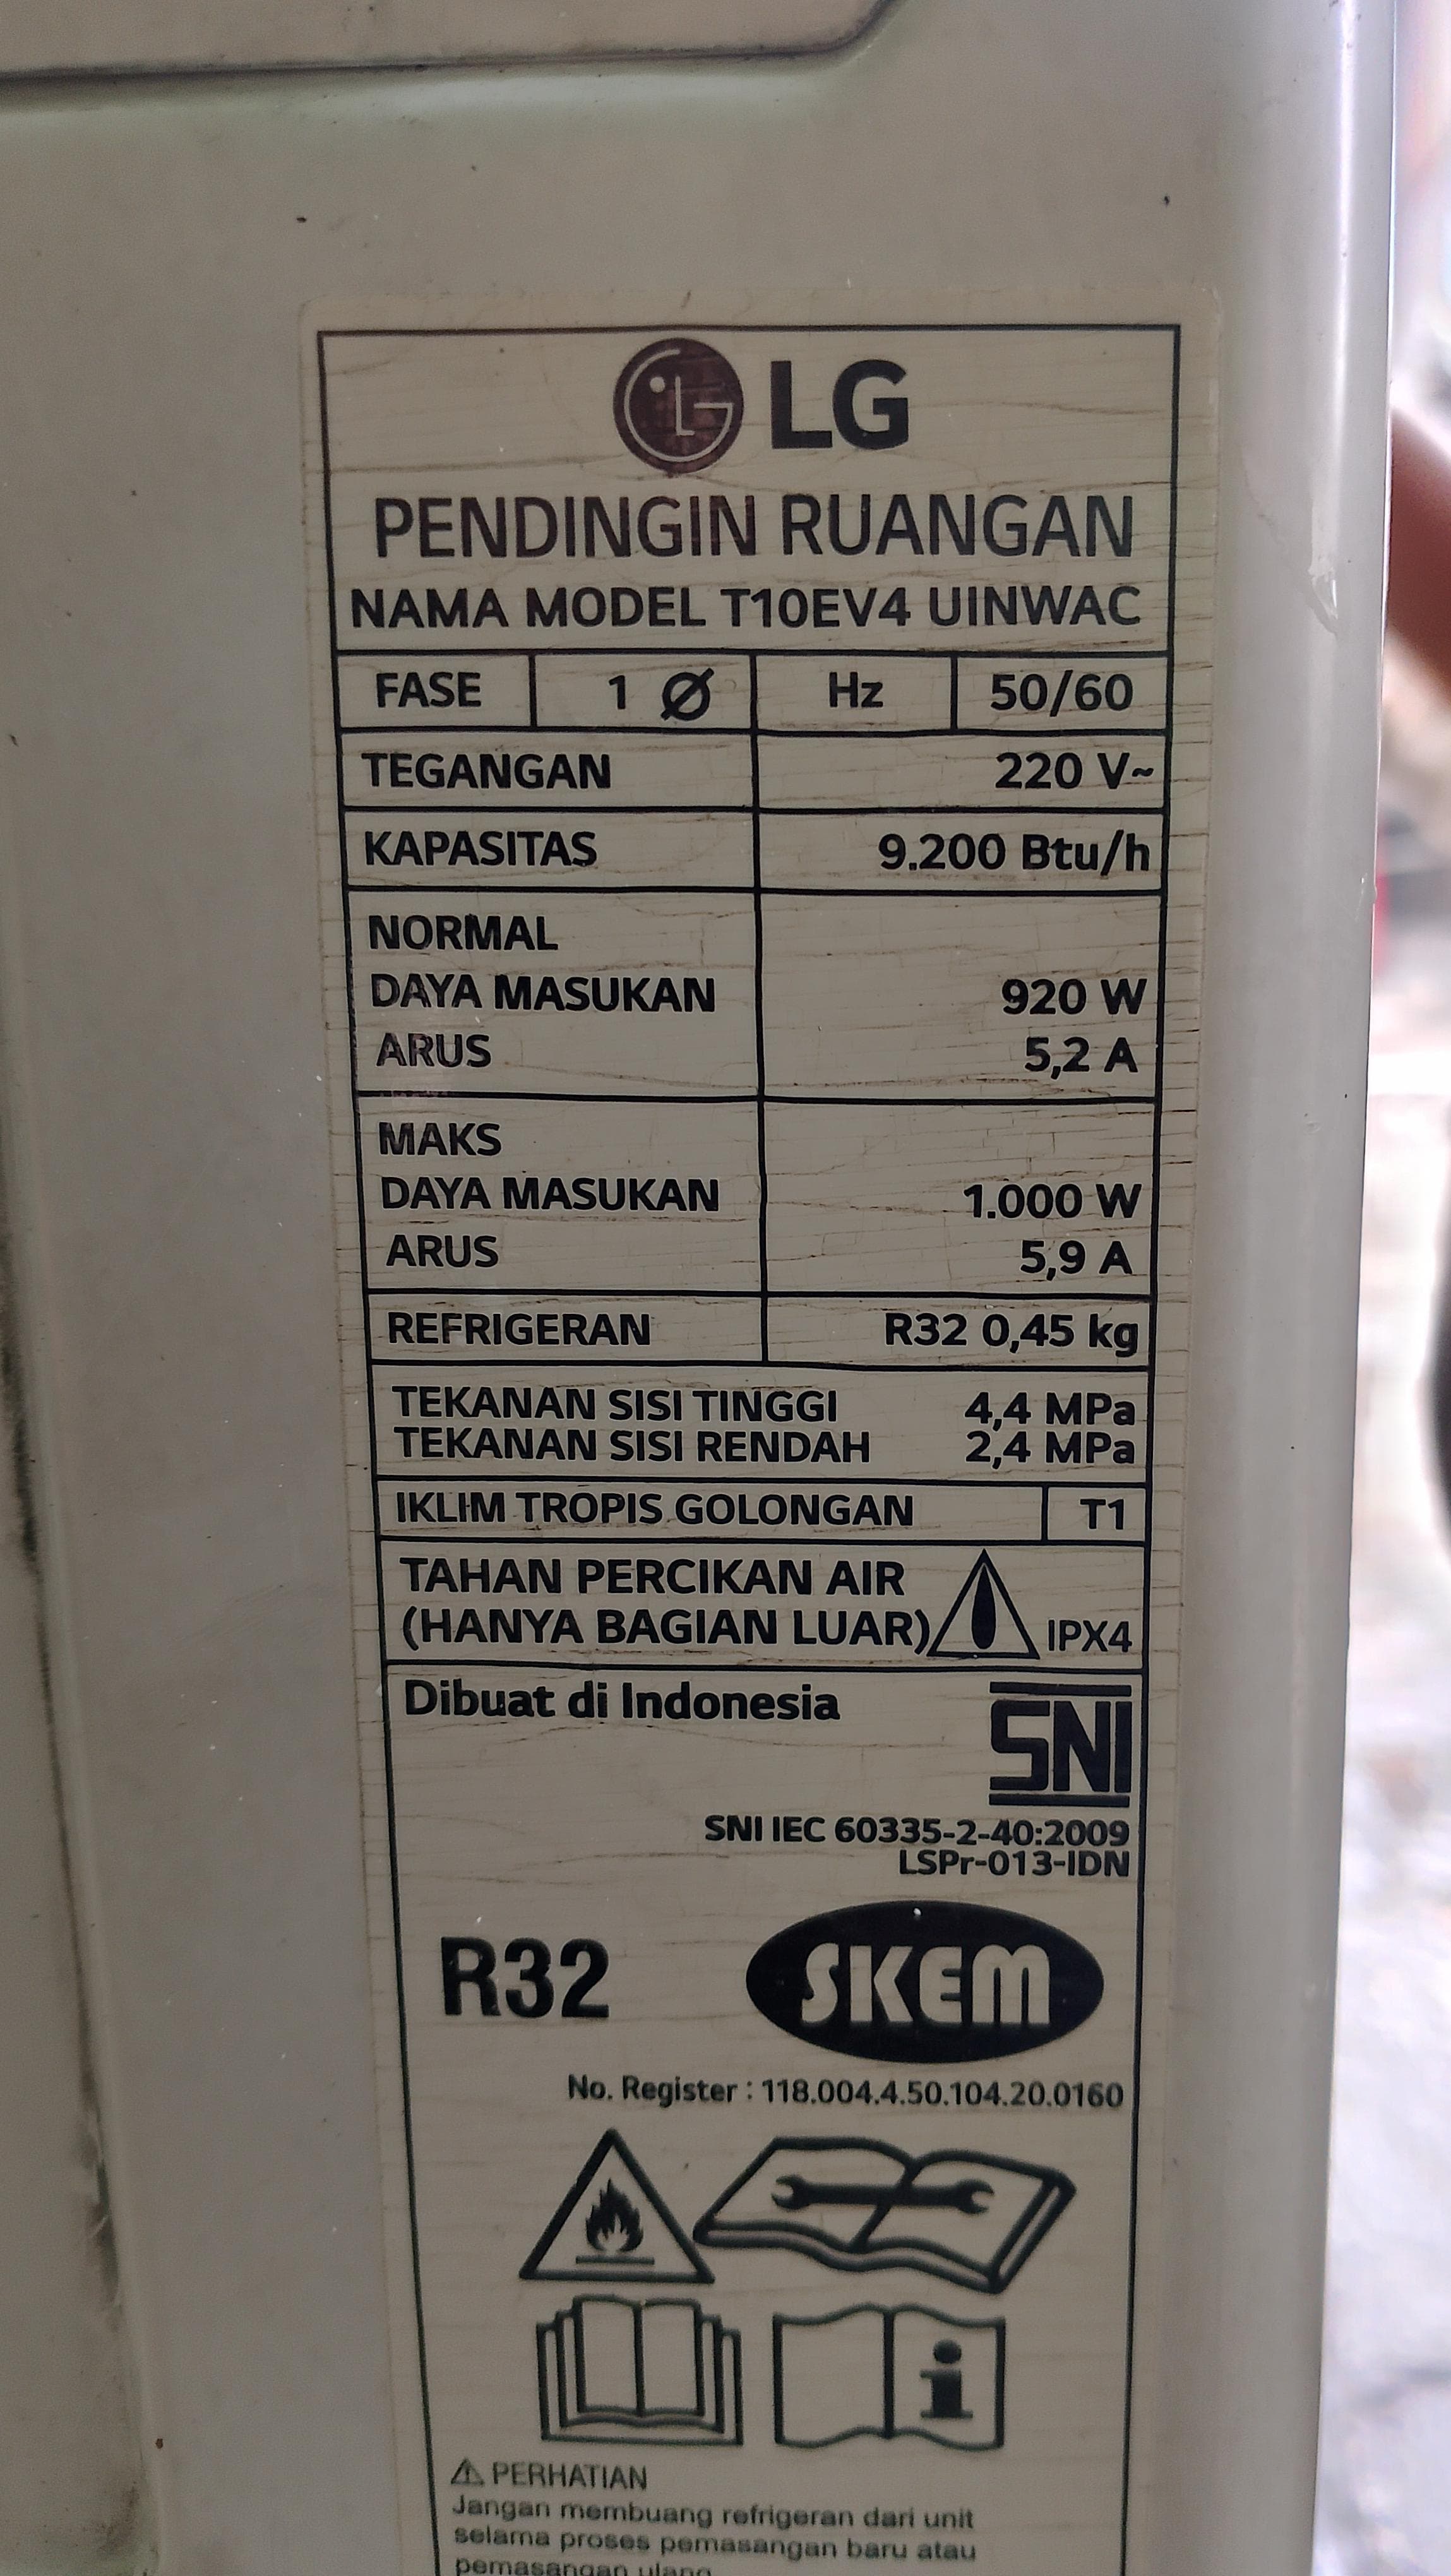 LG
PENDINGIN RUANGAN
NAMA MODEL T10EV4 UINWAC
FASE 1 Ø Hz 50/60
TEGANGAN 220 V~
KAPASITAS 9.200 Btu/h
NORMAL
DAYA MASUKAN 920 W
ARUS 5,2 A
MAKS
DAYA MASUKAN 1.000 W
ARUS 5,9 A
REFRIGERAN R32 0,45 kg
TEKANAN SISI TINGGI 4,4 MPa
TEKANAN SISI RENDAH 2,4 MPa
IKLIM TROPIS GOLONGAN T1
TAHAN PERCIKAN AIR
(HANYA BAGIAN LUAR) IPX4
Dibuat di Indonesia
SNI
SNI IEC 60335-2-40:2009
LSPr-013-IDN
R32 SKEM
No. Register : 118.004.4.50.104.20.0160
i
⚠ PERHATIAN
Jangan membuang refrigeran dari unit
selama proses pemasangan baru atau
pemasangan ulang